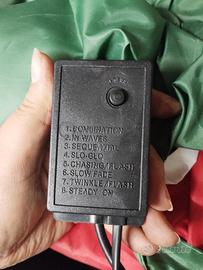 1. COMBINATION
2. IN WAVES
3. SEQUENTIAL
4. SLO-GLO
5. CHASING/FLASH
6. SLOW FADE
7. TWINKLE/FLASH
8. STEADY ON